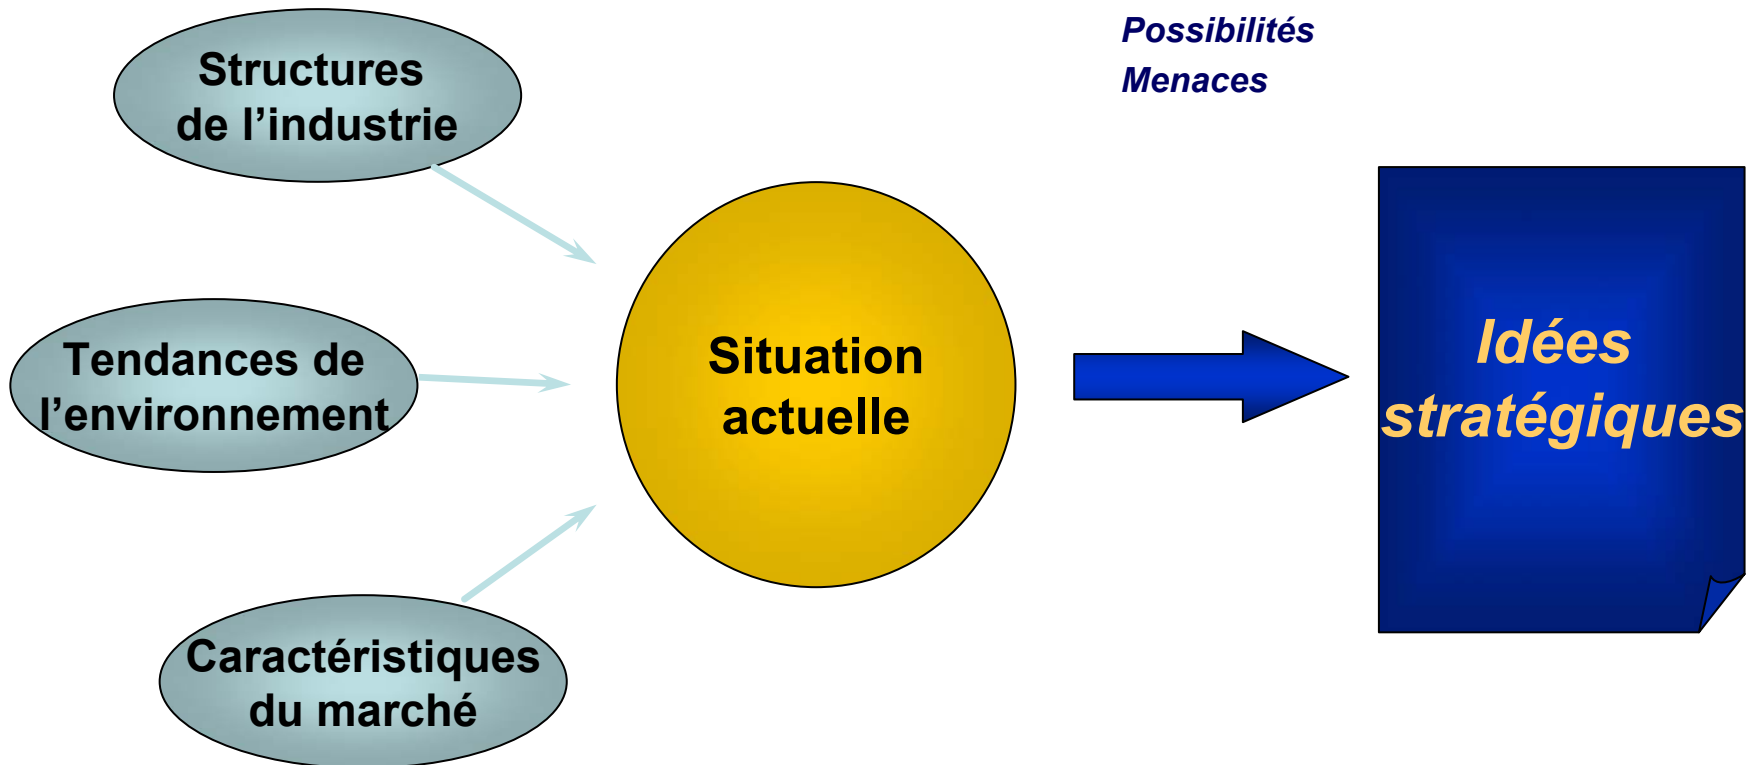 Structures
de l’industrie
Possibilités
Menaces
Tendances de
l’environnement
Situation
actuelle
Idées
stratégiques
Caractéristiques
du marché